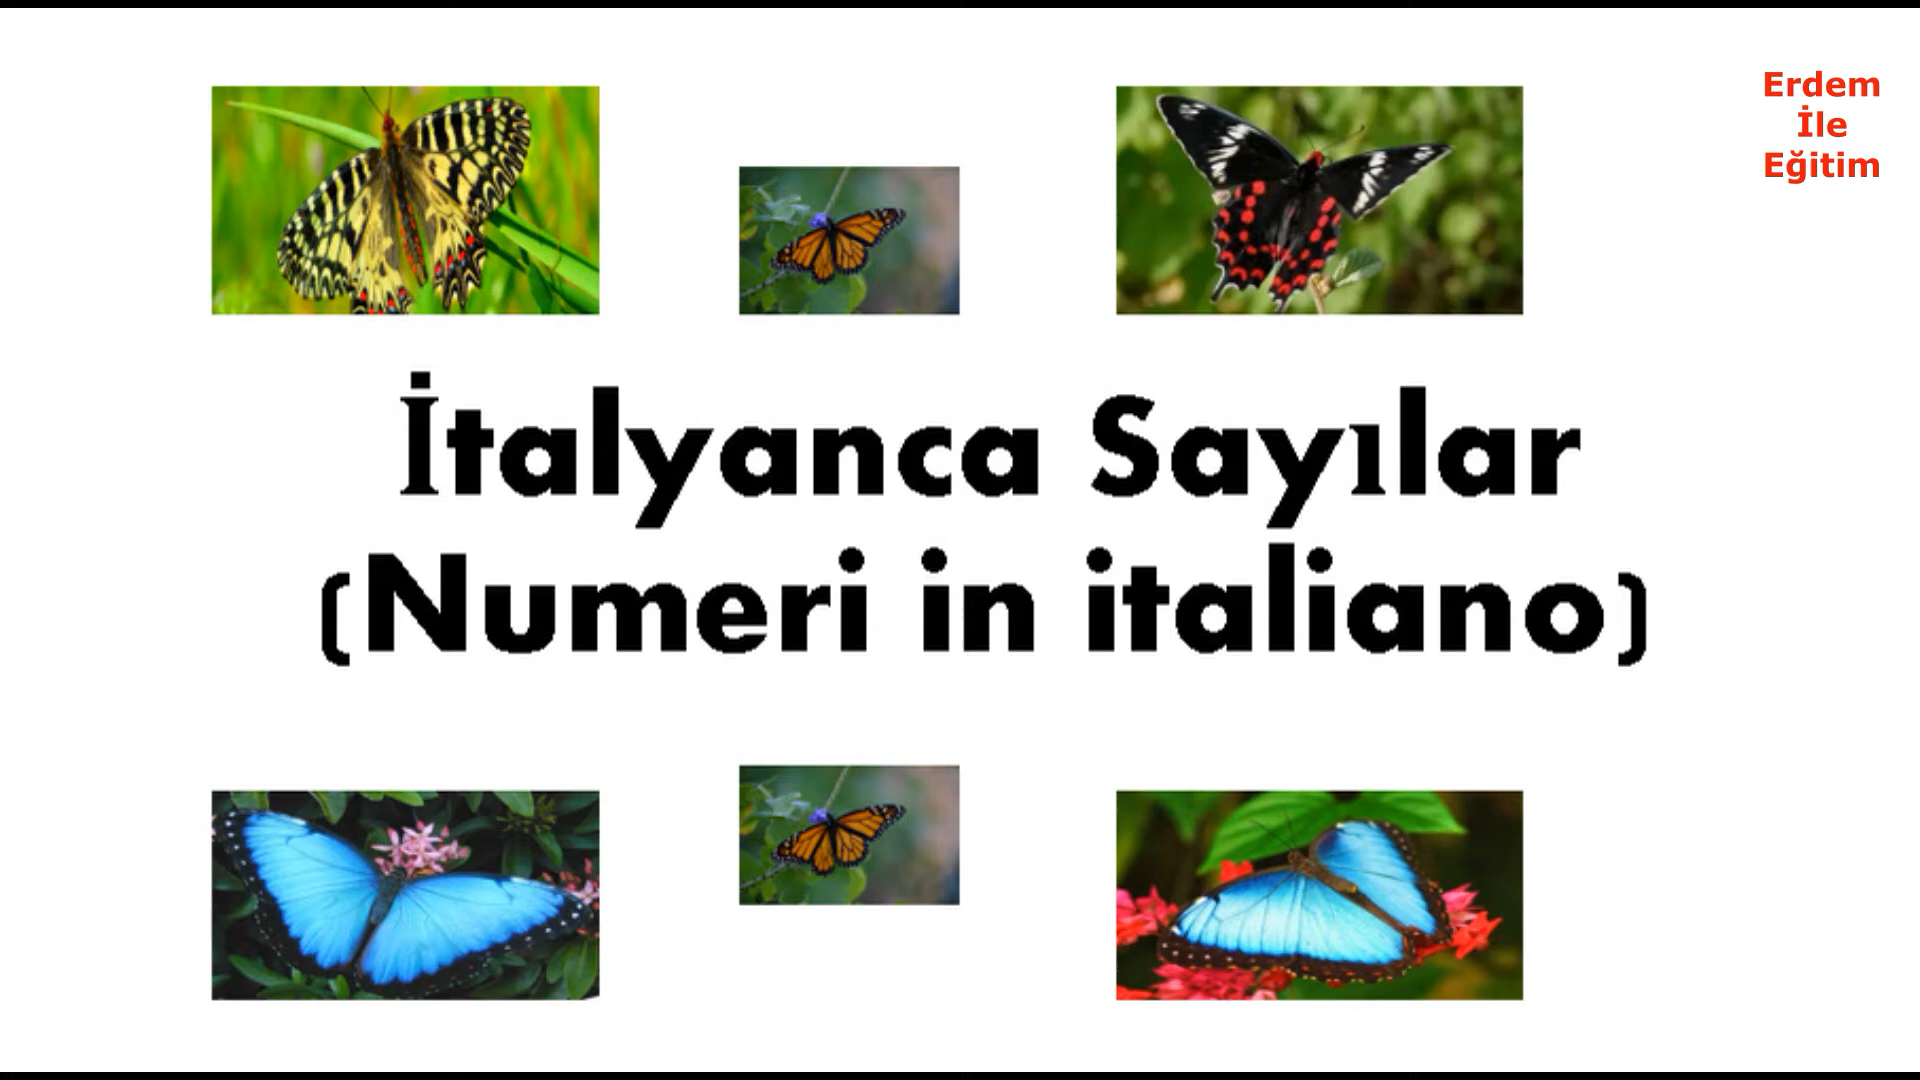 Erdem
İle
Eğitim
İtalyanca Sayılar
(Numeri in italiano)